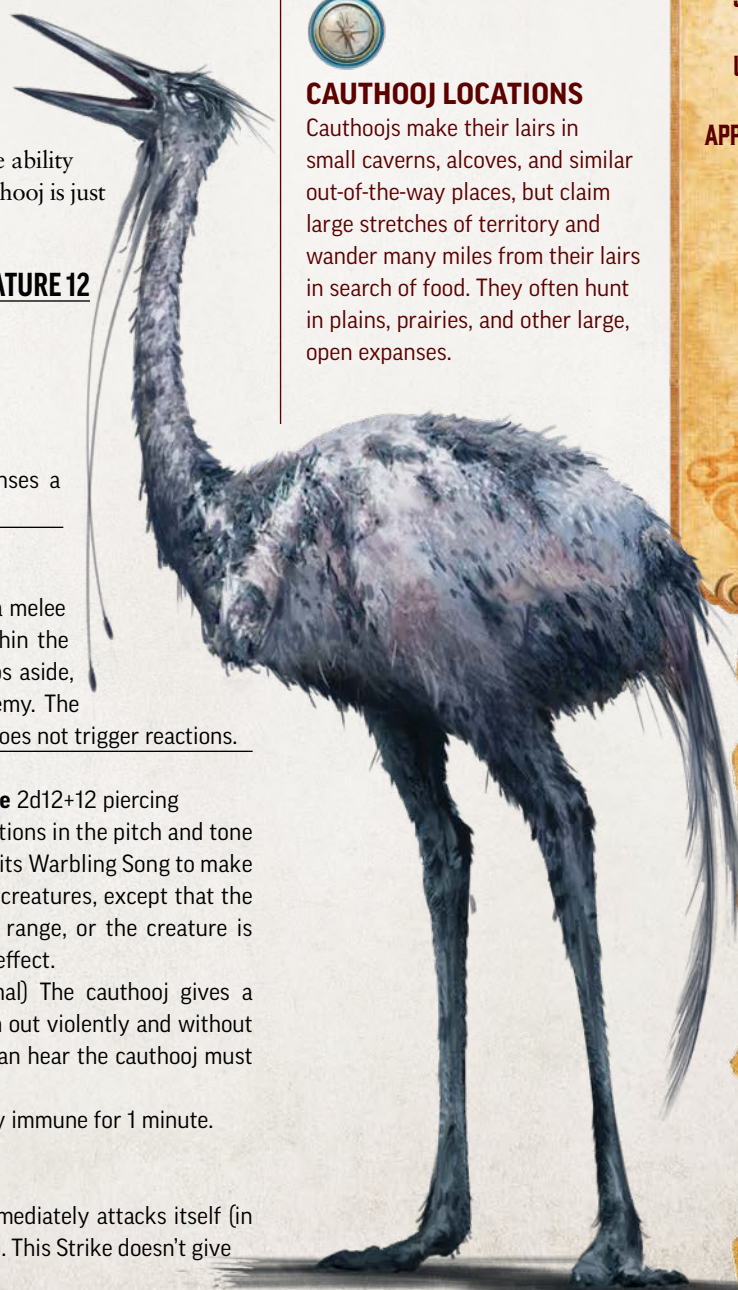 e ability
hooj is just
ATURE 12
nses a
a melee
thin the
os aside,
emy. The
oes not trigger reactions.
e 2d12+12 piercing
tions in the pitch and tone
its Warbling Song to make
creatures, except that the
range, or the creature is
effect.
nal) The cauthooj gives a
h out violently and without
an hear the cauthooj must
y immune for 1 minute.
mediately attacks itself (in
. This Strike doesn't give
CAUTHOOJ LOCATIONS
Cauthoojs make their lairs in
small caverns, alcoves, and similar
out-of-the-way places, but claim
large stretches of territory and
wander many miles from their lairs
in search of food. They often hunt
in plains, prairies, and other large,
open expanses.
APP